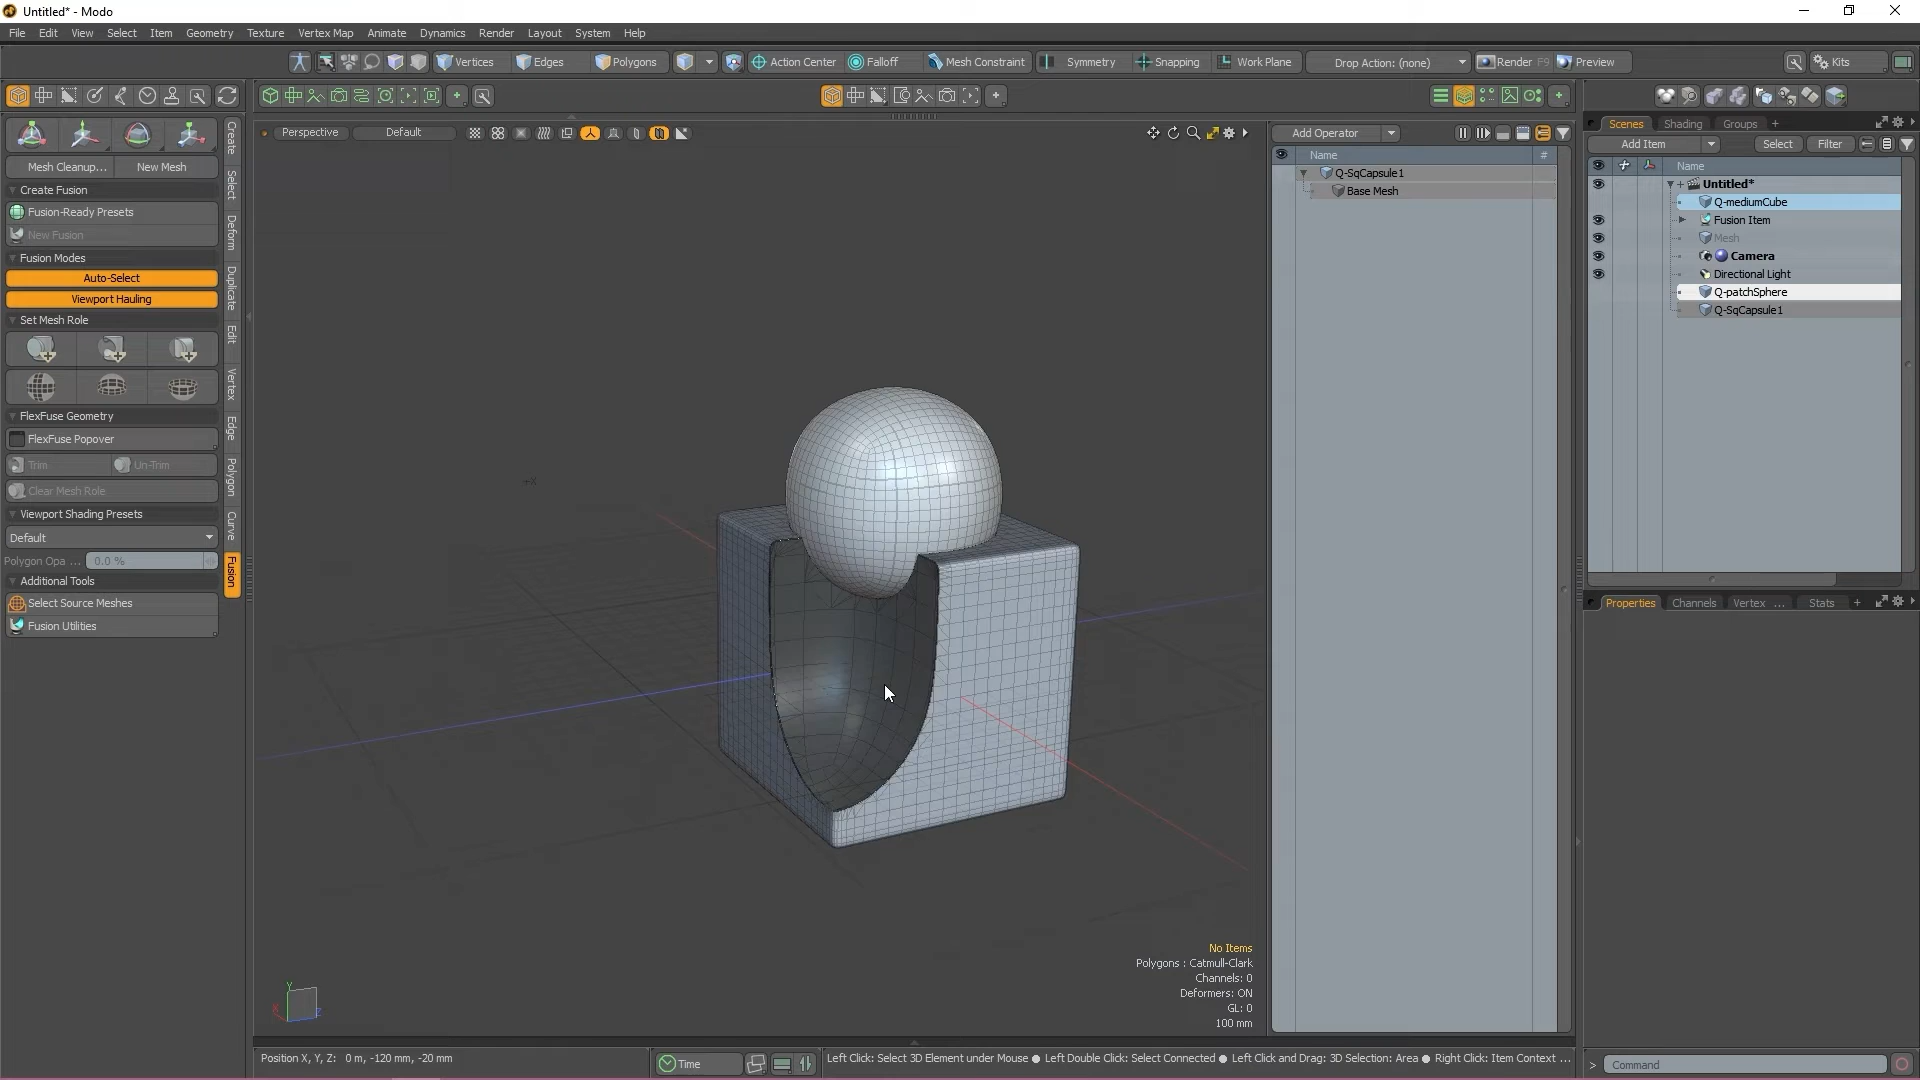 Untitled* - Modo
File Edit View Select Item Geometry Texture Vertex Map Animate Dynamics Render Layout System Help
Vertices Edges Polygons Action Center Falloff Mesh Constraint Symmetry Snapping Work Plane Drop Action: (none) Render F9 Preview Kits
Mesh Cleanup... New Mesh
Create Fusion
Fusion-Ready Presets
New Fusion
Fusion Modes
Auto-Select
Viewport Hauling
Set Mesh Role
FlexFuse Geometry
FlexFuse Popover
Trim Un-Trim
Clear Mesh Role
Viewport Shading Presets
Default
Polygon Opa ... 0.0 %
Additional Tools
Select Source Meshes
Fusion Utilities
Create
Select
Deform
Duplicate
Edit
Vertex
Edge
Polygon
Curve
Fusion
Perspective Default
+X
No Items
Polygons : Catmull-Clark
Channels: 0
Deformers: ON
GL: 0
100 mm
Y
X
Z
Add Operator
Name #
Q-SqCapsule1
Base Mesh
Scenes Shading Groups +
Add Item Select Filter
Name
Untitled*
Q-mediumCube
Fusion Item
Mesh
Camera
Directional Light
Q-patchSphere
Q-SqCapsule1
Properties Channels Vertex ... Stats +
Position X, Y, Z: 0 m, -120 mm, -20 mm
Time
Left Click: Select 3D Element under Mouse ● Left Double Click: Select Connected ● Left Click and Drag: 3D Selection: Area ● Right Click: Item Context ...
> Command